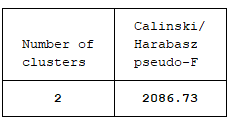 Calinski/
Number of Harabasz
clusters pseudo-F
2 2086.73